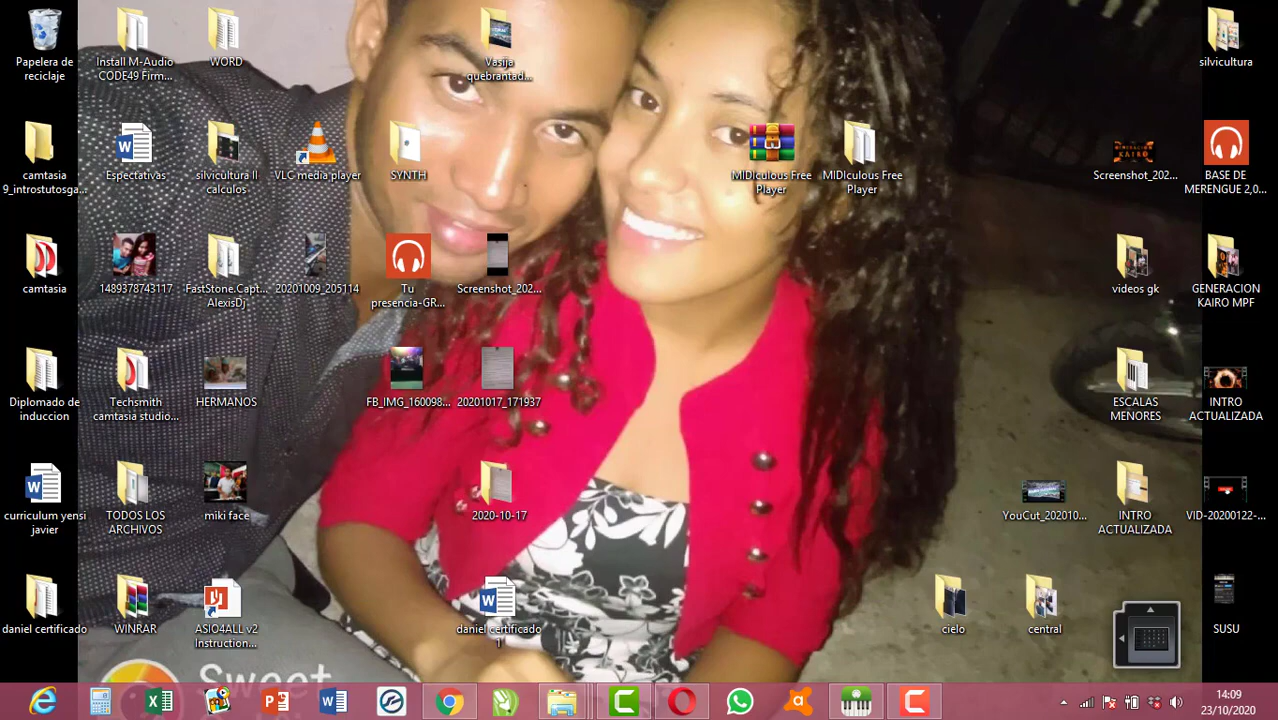 Papelera de
reciclaje
Install M-Audio
CODE49 Firm...
WORD
Vasija
quebrantad...
silvicultura
camtasia
9_introstutosga...
Espectativas
silvicultura II
calculos
VLC media player
SYNTH
MIDIculous Free
Player
MIDIculous Free
Player
Screenshot_202...
BASE DE
MERENGUE 2,0...
camtasia
1489378743117
FastStone.Capt...
AlexisDj
20201009_205114
Tu
presencia-GR...
Screenshot_202...
videos gk
GENERACION
KAIRO MPF
Diplomado de
induccion
Techsmith
camtasia studio...
HERMANOS
FB_IMG_160098...
20201017_171937
ESCALAS
MENORES
INTRO
ACTUALIZADA
curriculum yensi
javier
TODOS LOS
ARCHIVOS
miki face
2020-10-17
YouCut_202010...
INTRO
ACTUALIZADA
VID-20200122-...
daniel certificado
WINRAR
ASIO4ALL v2
Instruction...
daniel certificado
1
cielo
central
SUSU
Sweet
14:09
23/10/2020